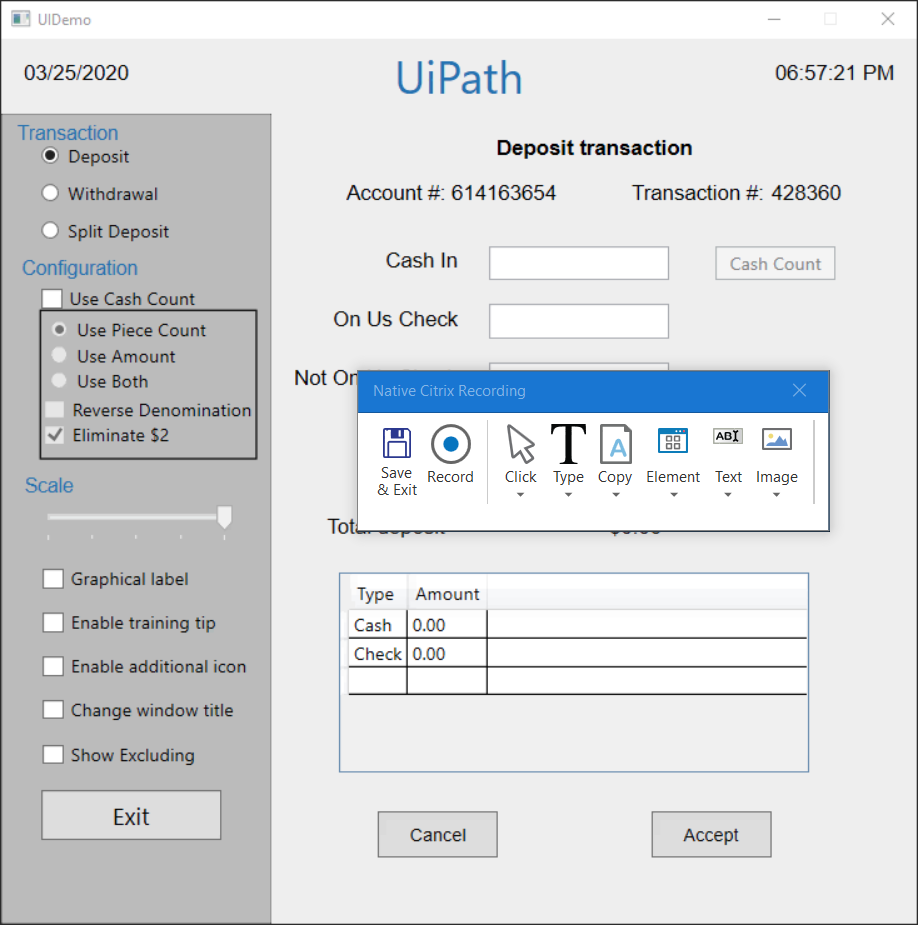 UIDemo
03/25/2020
UiPath
06:57:21 PM
Transaction
Deposit
Withdrawal
Split Deposit
Configuration
Use Cash Count
Use Piece Count
Use Amount
Use Both
Reverse Denomination
Eliminate $2
Scale
Graphical label
Enable training tip
Enable additional icon
Change window title
Show Excluding
Exit
Deposit transaction
Account #: 614163654 Transaction #: 428360
Cash In
Cash Count
On Us Check
Not On
Native Citrix Recording
Save
& Exit
Record
Click
Type
Copy
Element
Text
Image
Total deposit
Type Amount
Cash 0.00
Check 0.00
Cancel
Accept